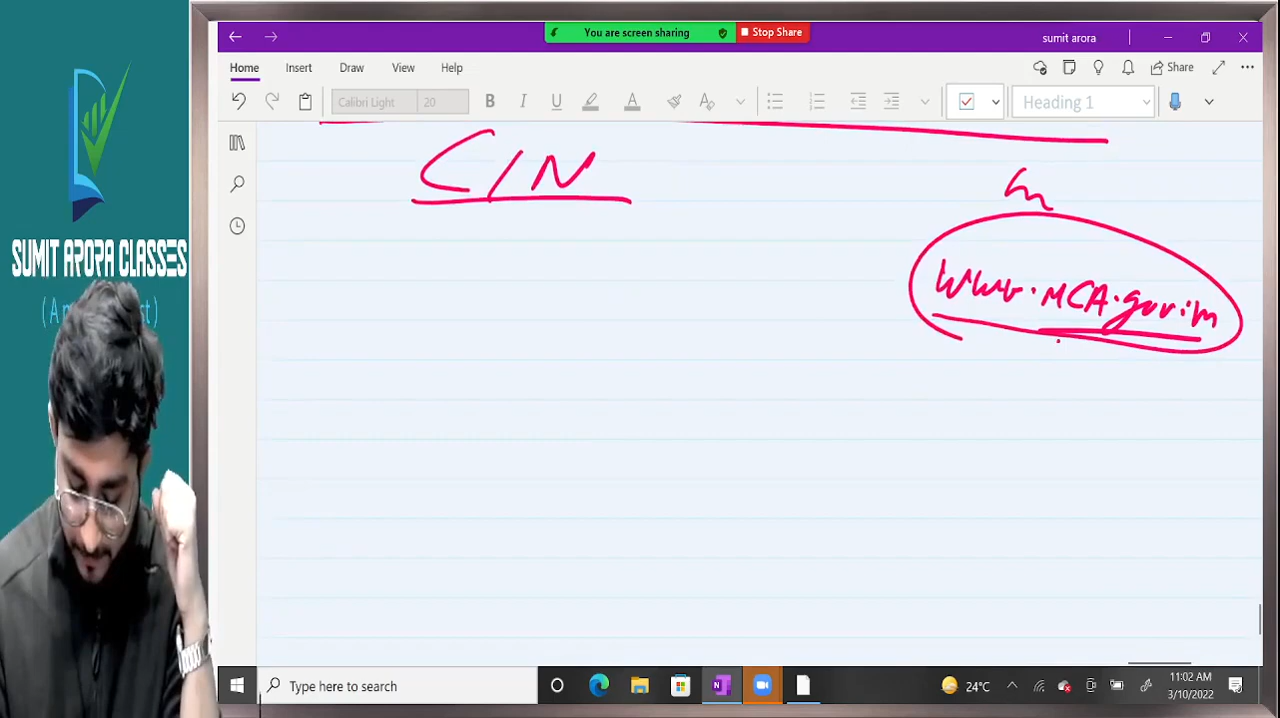 You are screen sharing
Stop Share
sumit arora
Home Insert Draw View Help
Share
Calibri Light 20
B I U A
Heading 1
CIN
www.MCA.gov.in
SUMIT ARORA CLASSES
Type here to search
24°C
11:02 AM
3/10/2022